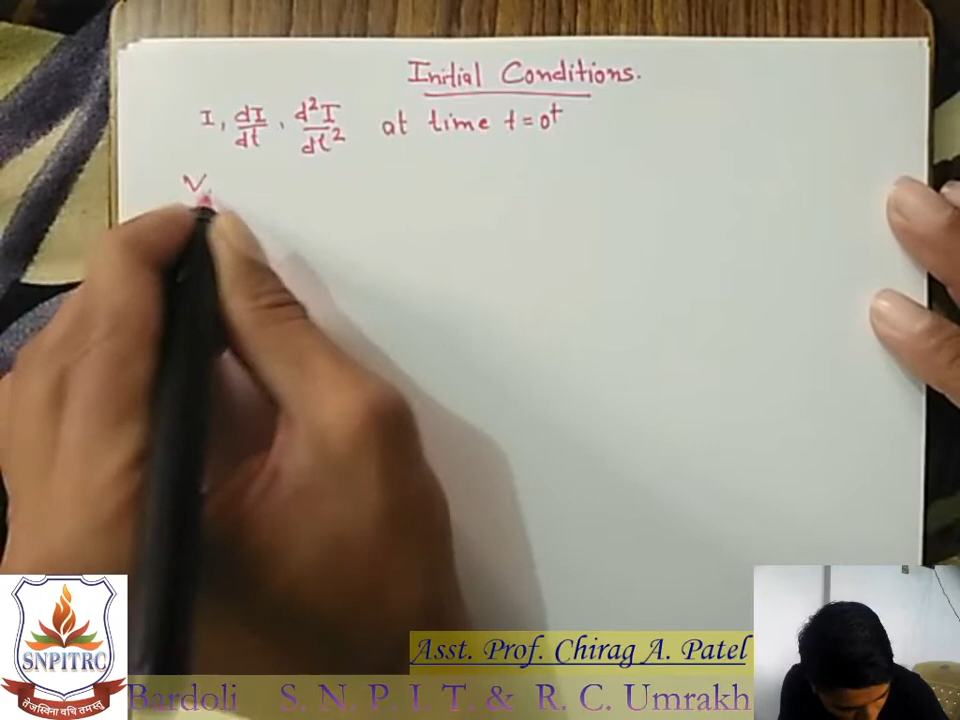 Initial Conditions.
I, dI/dt, d²I/dt² at time t = 0⁺
V
Asst. Prof. Chirag A. Patel
SNPITRC
Bardoli S. N. P. I. T. & R. C. Umrakh